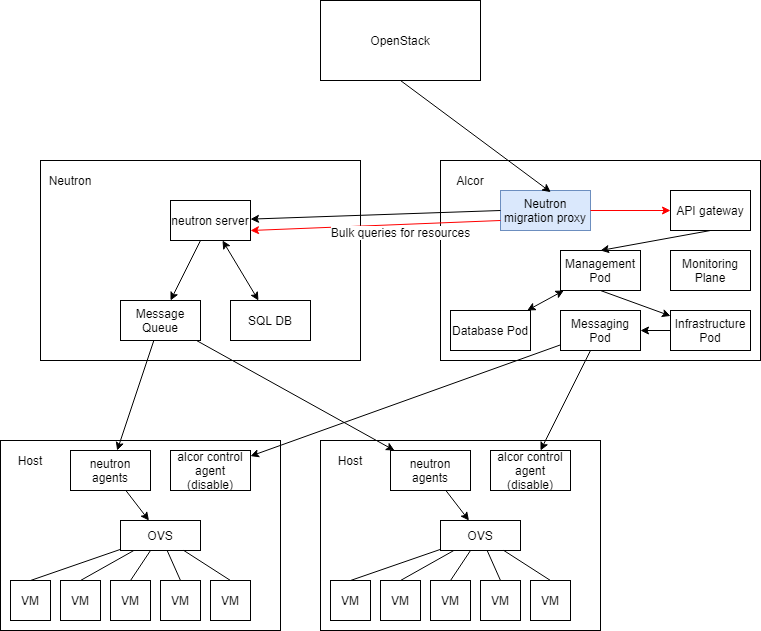 OpenStack
Neutron
Alcor
neutron server
Neutron
migration proxy
API gateway
Bulk queries for resources
Management
Pod
Monitoring
Plane
Message
Queue
SQL DB
Database Pod
Messaging
Pod
Infrastructure
Pod
Host
neutron
agents
alcor control
agent
(disable)
OVS
VM
VM
VM
VM
VM
Host
neutron
agents
alcor control
agent
(disable)
OVS
VM
VM
VM
VM
VM